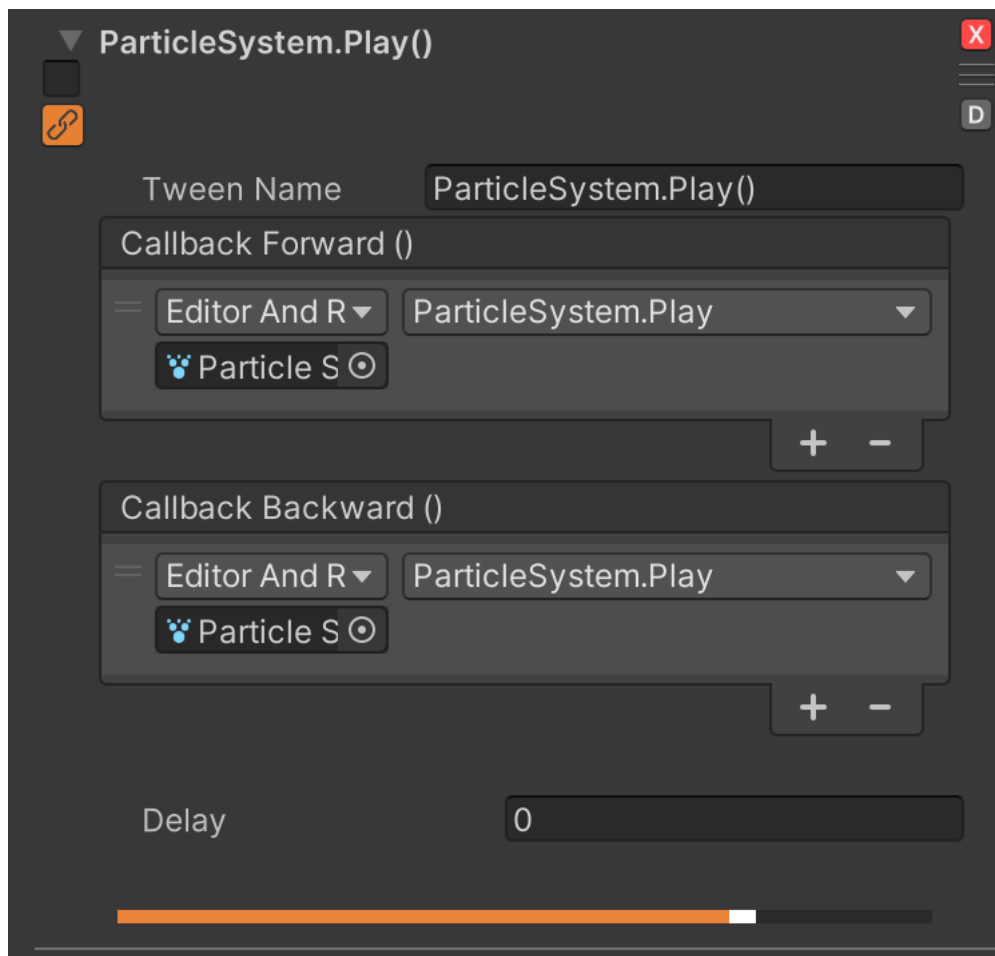 ParticleSystem.Play()
X
D
Tween Name ParticleSystem.Play()
Callback Forward ()
Editor And R ParticleSystem.Play
Particle S
+ -
Callback Backward ()
Editor And R ParticleSystem.Play
Particle S
+ -
Delay 0